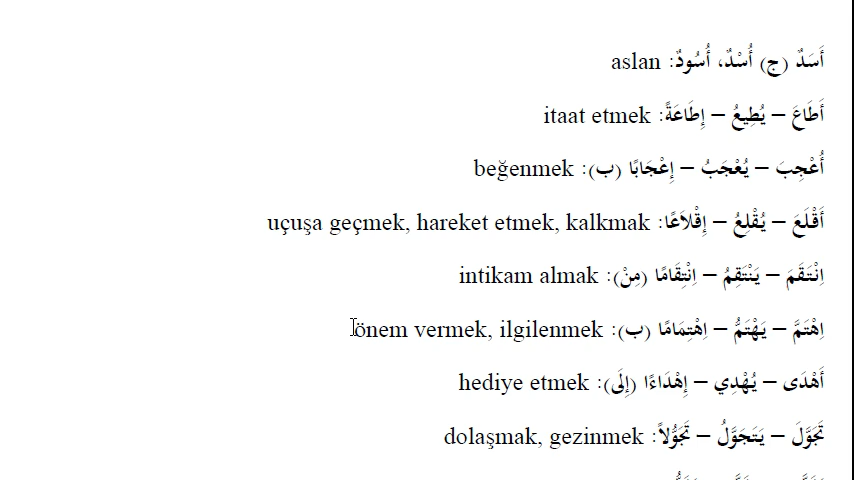 أَسَدٌ (ج) أُسْدٌ، أُسُودٌ: aslan
أَطَاعَ – يُطِيعُ – إِطَاعَةً: itaat etmek
أُعْجِبَ – يُعْجَبُ – إِعْجَابًا (ب): beğenmek
أَقْلَعَ – يُقْلِعُ – إِقْلاَعًا: uçuşa geçmek, hareket etmek, kalkmak
اِنْتَقَمَ – يَنْتَقِمُ – اِنْتِقَامًا (مِنْ): intikam almak
اِهْتَمَّ – يَهْتَمُّ – اِهْتِمَامًا (ب): önem vermek, ilgilenmek
أَهْدَى – يُهْدِي – إِهْدَاءًا (إِلَى): hediye etmek
تَجَوَّلَ – يَتَجَوَّلُ – تَجَوُّلاً: dolaşmak, gezinmek